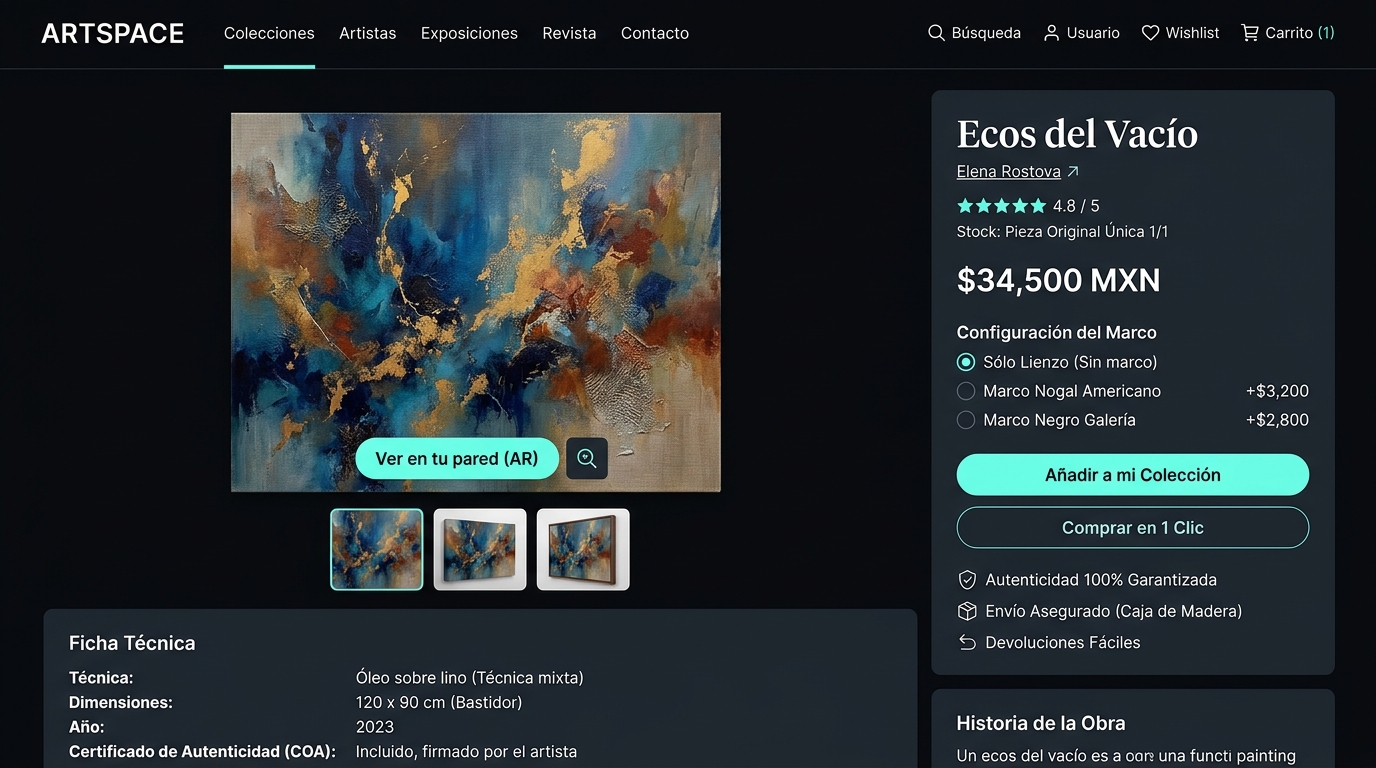 ARTSPACE
Colecciones
Artistas
Exposiciones
Revista
Contacto
Búsqueda
Usuario
Wishlist
Carrito (1)
Ver en tu pared (AR)
Ecos del Vacío
Elena Rostova
4.8 / 5
Stock: Pieza Original Única 1/1
$34,500 MXN
Configuración del Marco
Sólo Lienzo (Sin marco)
Marco Nogal Americano +$3,200
Marco Negro Galería +$2,800
Añadir a mi Colección
Comprar en 1 Clic
Autenticidad 100% Garantizada
Envío Asegurado (Caja de Madera)
Devoluciones Fáciles
Ficha Técnica
Técnica: Óleo sobre lino (Técnica mixta)
Dimensiones: 120 x 90 cm (Bastidor)
Año: 2023
Certificado de Autenticidad (COA): Incluido, firmado por el artista
Historia de la Obra
Un ecos del vacío es a una functi painting